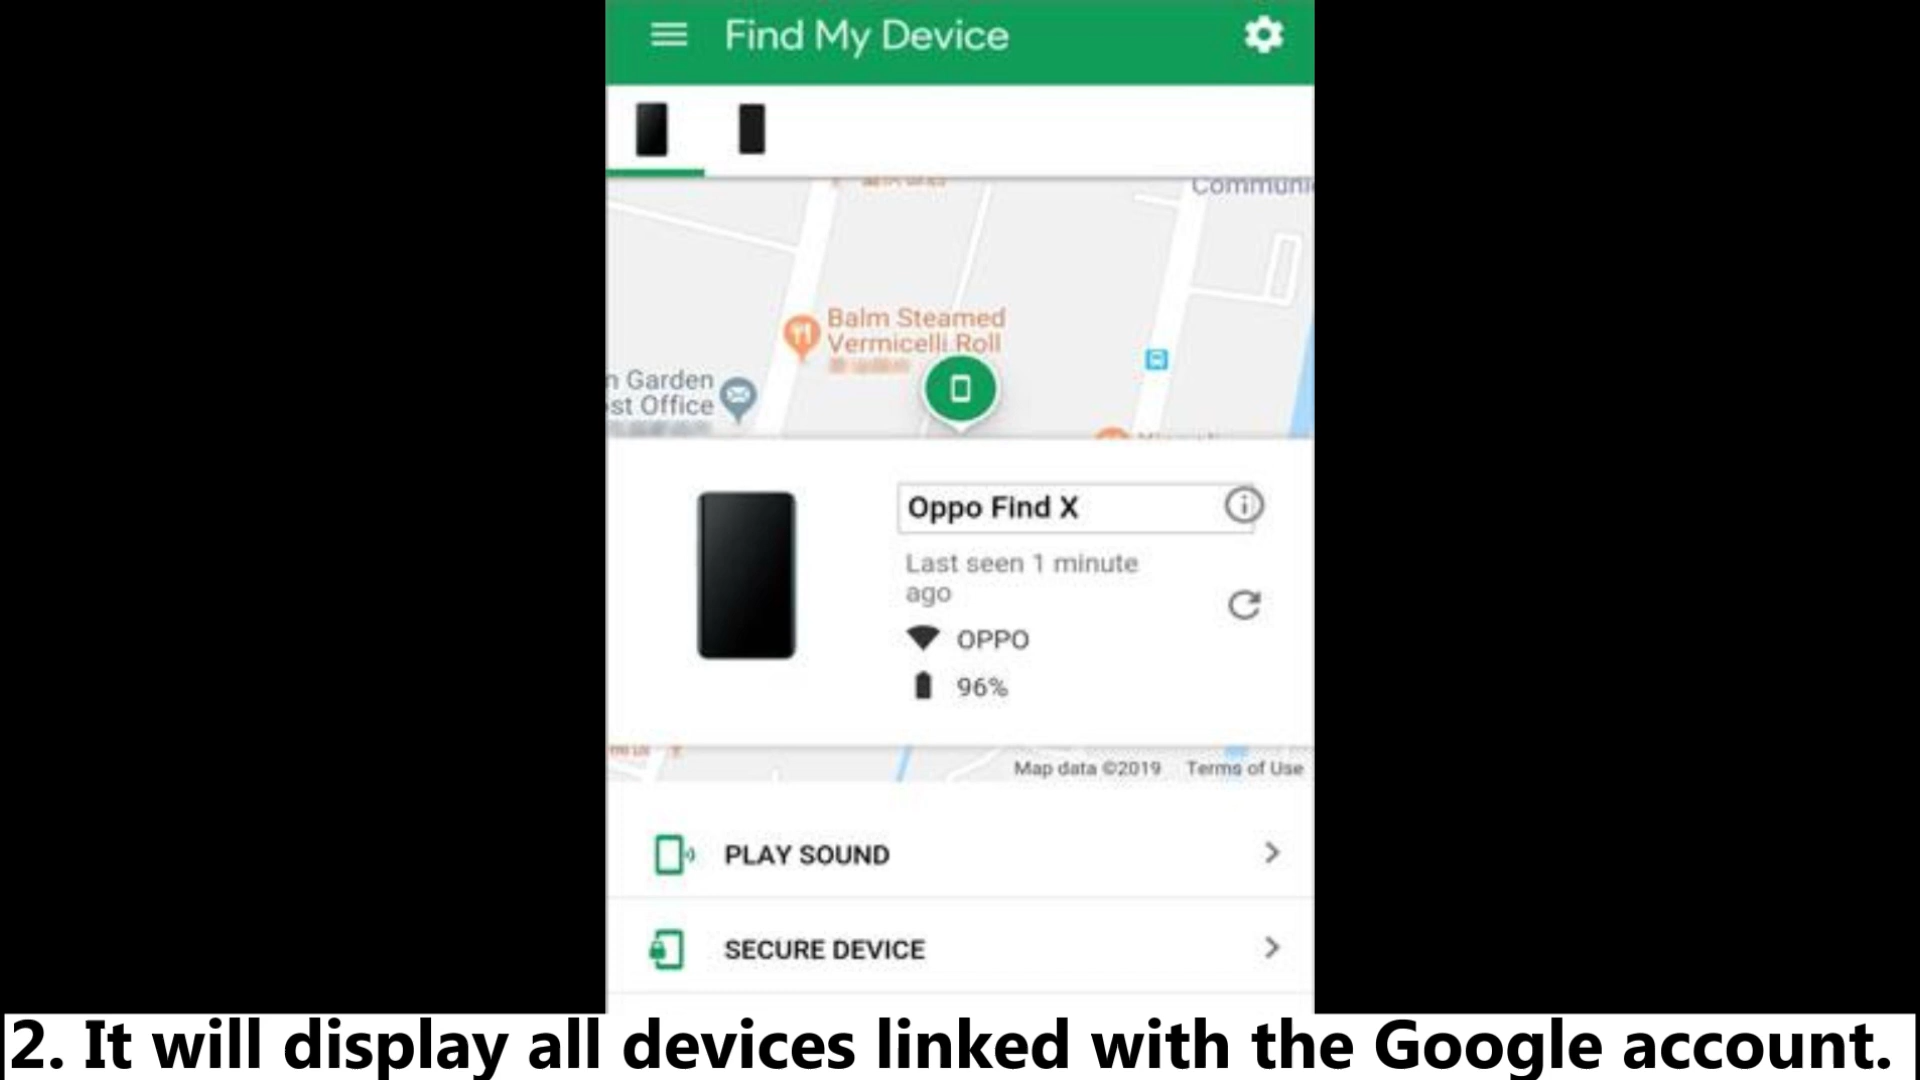 Find My Device
Communi
Balm Steamed
Vermicelli Roll
n Garden
st Office
Oppo Find X
Last seen 1 minute
ago
OPPO
96%
Map data ©2019 Terms of Use
PLAY SOUND
SECURE DEVICE
2. It will display all devices linked with the Google account.